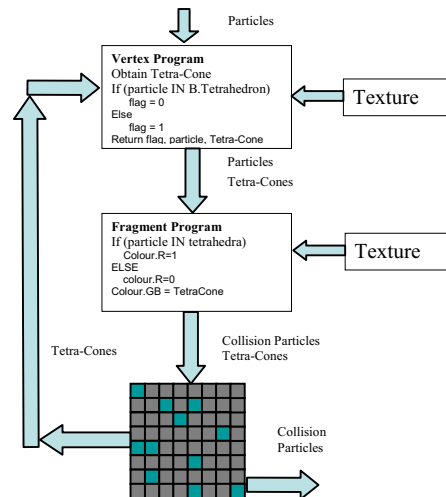 Particles
Vertex Program
Obtain Tetra-Cone
If (particle IN B.Tetrahedron)
flag = 0
Else
flag = 1
Return flag, particle, Tetra-Cone
Texture
Particles
Tetra-Cones
Fragment Program
If (particle IN tetrahedra)
Colour.R=1
ELSE
colour.R=0
Colour.GB = TetraCone
Texture
Tetra-Cones
Collision Particles
Tetra-Cones
Collision
Particles